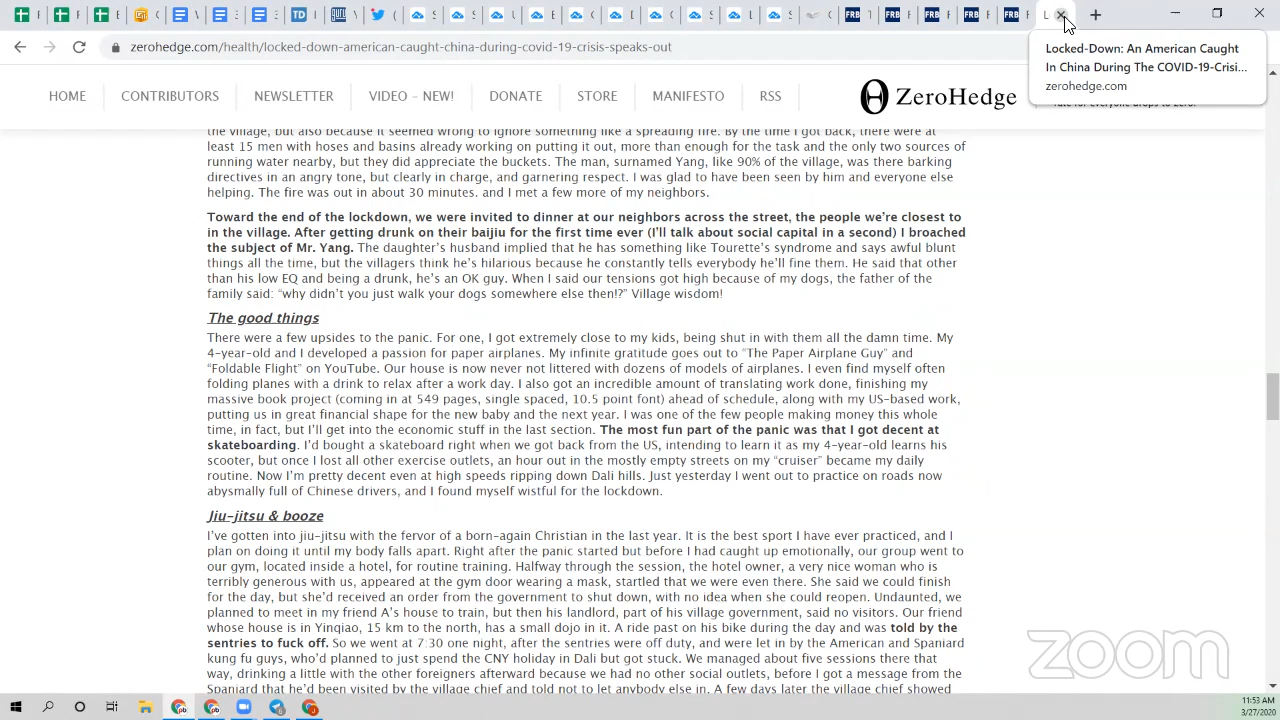 zerohedge.com/health/locked-down-american-caught-china-during-covid-19-crisis-speaks-out
Locked-Down: An American Caught
In China During The COVID-19-Crisi...
zerohedge.com
HOME
CONTRIBUTORS
NEWSLETTER
VIDEO – NEW!
DONATE
STORE
MANIFESTO
RSS
ZeroHedge
rate for everyone drops to zero.
the village, but also because it seemed wrong to ignore something like a spreading fire. By the time I got back, there were at
least 15 men with hoses and basins already working on putting it out, more than enough for the task and the only two sources of
running water nearby, but they did appreciate the buckets. The man, surnamed Yang, like 90% of the village, was there barking
directives in an angry tone, but clearly in charge, and garnering respect. I was glad to have been seen by him and everyone else
helping. The fire was out in about 30 minutes. and I met a few more of my neighbors.
Toward the end of the lockdown, we were invited to dinner at our neighbors across the street, the people we're closest to
in the village. After getting drunk on their baijiu for the first time ever (I'll talk about social capital in a second) I broached
the subject of Mr. Yang. The daughter's husband implied that he has something like Tourette's syndrome and says awful blunt
things all the time, but the villagers think he's hilarious because he constantly tells everybody he'll fine them. He said that other
than his low EQ and being a drunk, he's an OK guy. When I said our tensions got high because of my dogs, the father of the
family said: "why didn't you just walk your dogs somewhere else then!?" Village wisdom!
The good things
There were a few upsides to the panic. For one, I got extremely close to my kids, being shut in with them all the damn time. My
4-year-old and I developed a passion for paper airplanes. My infinite gratitude goes out to "The Paper Airplane Guy" and
"Foldable Flight" on YouTube. Our house is now never not littered with dozens of models of airplanes. I even find myself often
folding planes with a drink to relax after a work day. I also got an incredible amount of translating work done, finishing my
massive book project (coming in at 549 pages, single spaced, 10.5 point font) ahead of schedule, along with my US-based work,
putting us in great financial shape for the new baby and the next year. I was one of the few people making money this whole
time, in fact, but I'll get into the economic stuff in the last section. The most fun part of the panic was that I got decent at
skateboarding. I'd bought a skateboard right when we got back from the US, intending to learn it as my 4-year-old learns his
scooter, but once I lost all other exercise outlets, an hour out in the mostly empty streets on my "cruiser" became my daily
routine. Now I'm pretty decent even at high speeds ripping down Dali hills. Just yesterday I went out to practice on roads now
abysmally full of Chinese drivers, and I found myself wistful for the lockdown.
Jiu-jitsu & booze
I've gotten into jiu-jitsu with the fervor of a born-again Christian in the last year. It is the best sport I have ever practiced, and I
plan on doing it until my body falls apart. Right after the panic started but before I had caught up emotionally, our group went to
our gym, located inside a hotel, for routine training. Halfway through the session, the hotel owner, a very nice woman who is
terribly generous with us, appeared at the gym door wearing a mask, startled that we were even there. She said we could finish
for the day, but she'd received an order from the government to shut down, with no idea when she could reopen. Undaunted, we
planned to meet in my friend A's house to train, but then his landlord, part of his village government, said no visitors. Our friend
whose house is in Yinqiao, 15 km to the north, has a small dojo in it. A ride past on his bike during the day and was told by the
sentries to fuck off. So we went at 7:30 one night, after the sentries were off duty, and were let in by the American and Spaniard
kung fu guys, who'd planned to just spend the CNY holiday in Dali but got stuck. We managed about five sessions there that
way, drinking a little with the other foreigners afterward because we had no other social outlets, before I got a message from the
Spaniard that he'd been visited by the village chief and told not to let anybody else in. A few days later the village chief showed
zoom
11:53 AM
3/27/2020